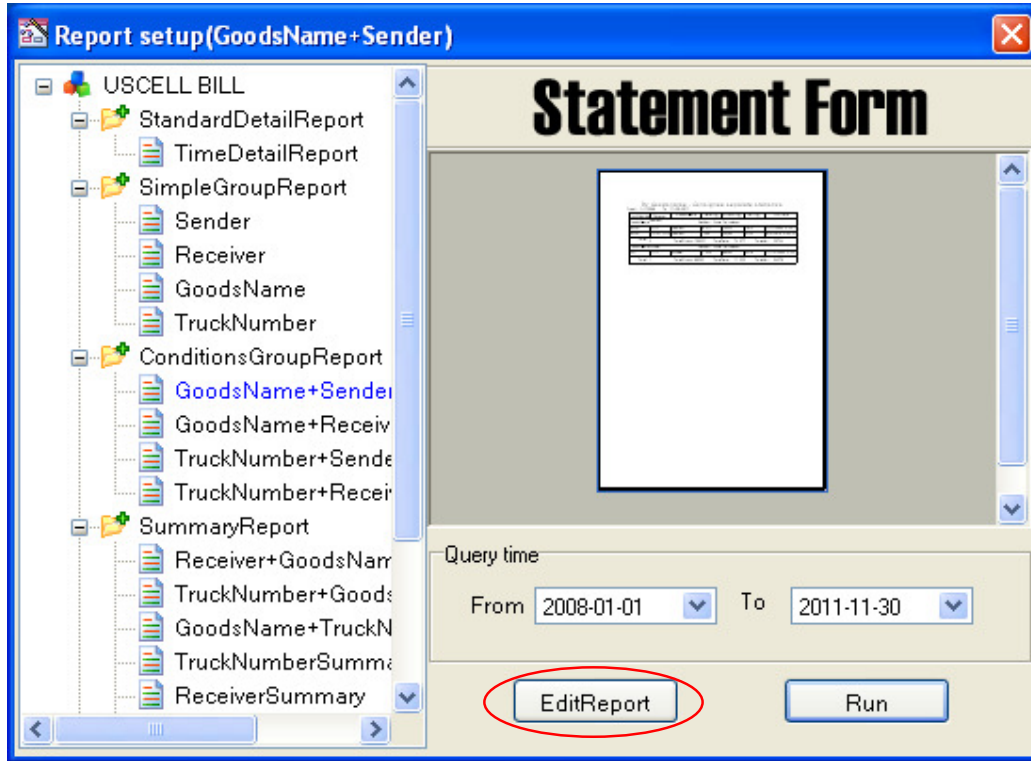 Report setup(GoodsName+Sender)
USCELL BILL
StandardDetailReport
TimeDetailReport
SimpleGroupReport
Sender
Receiver
GoodsName
TruckNumber
ConditionsGroupReport
GoodsName+Sender
GoodsName+Receiv
TruckNumber+Sende
TruckNumber+Recei
SummaryReport
Receiver+GoodsNam
TruckNumber+Goods
GoodsName+TruckN
TruckNumberSumma
ReceiverSummary
Statement Form
Query time
From 2008-01-01 To 2011-11-30
EditReport Run